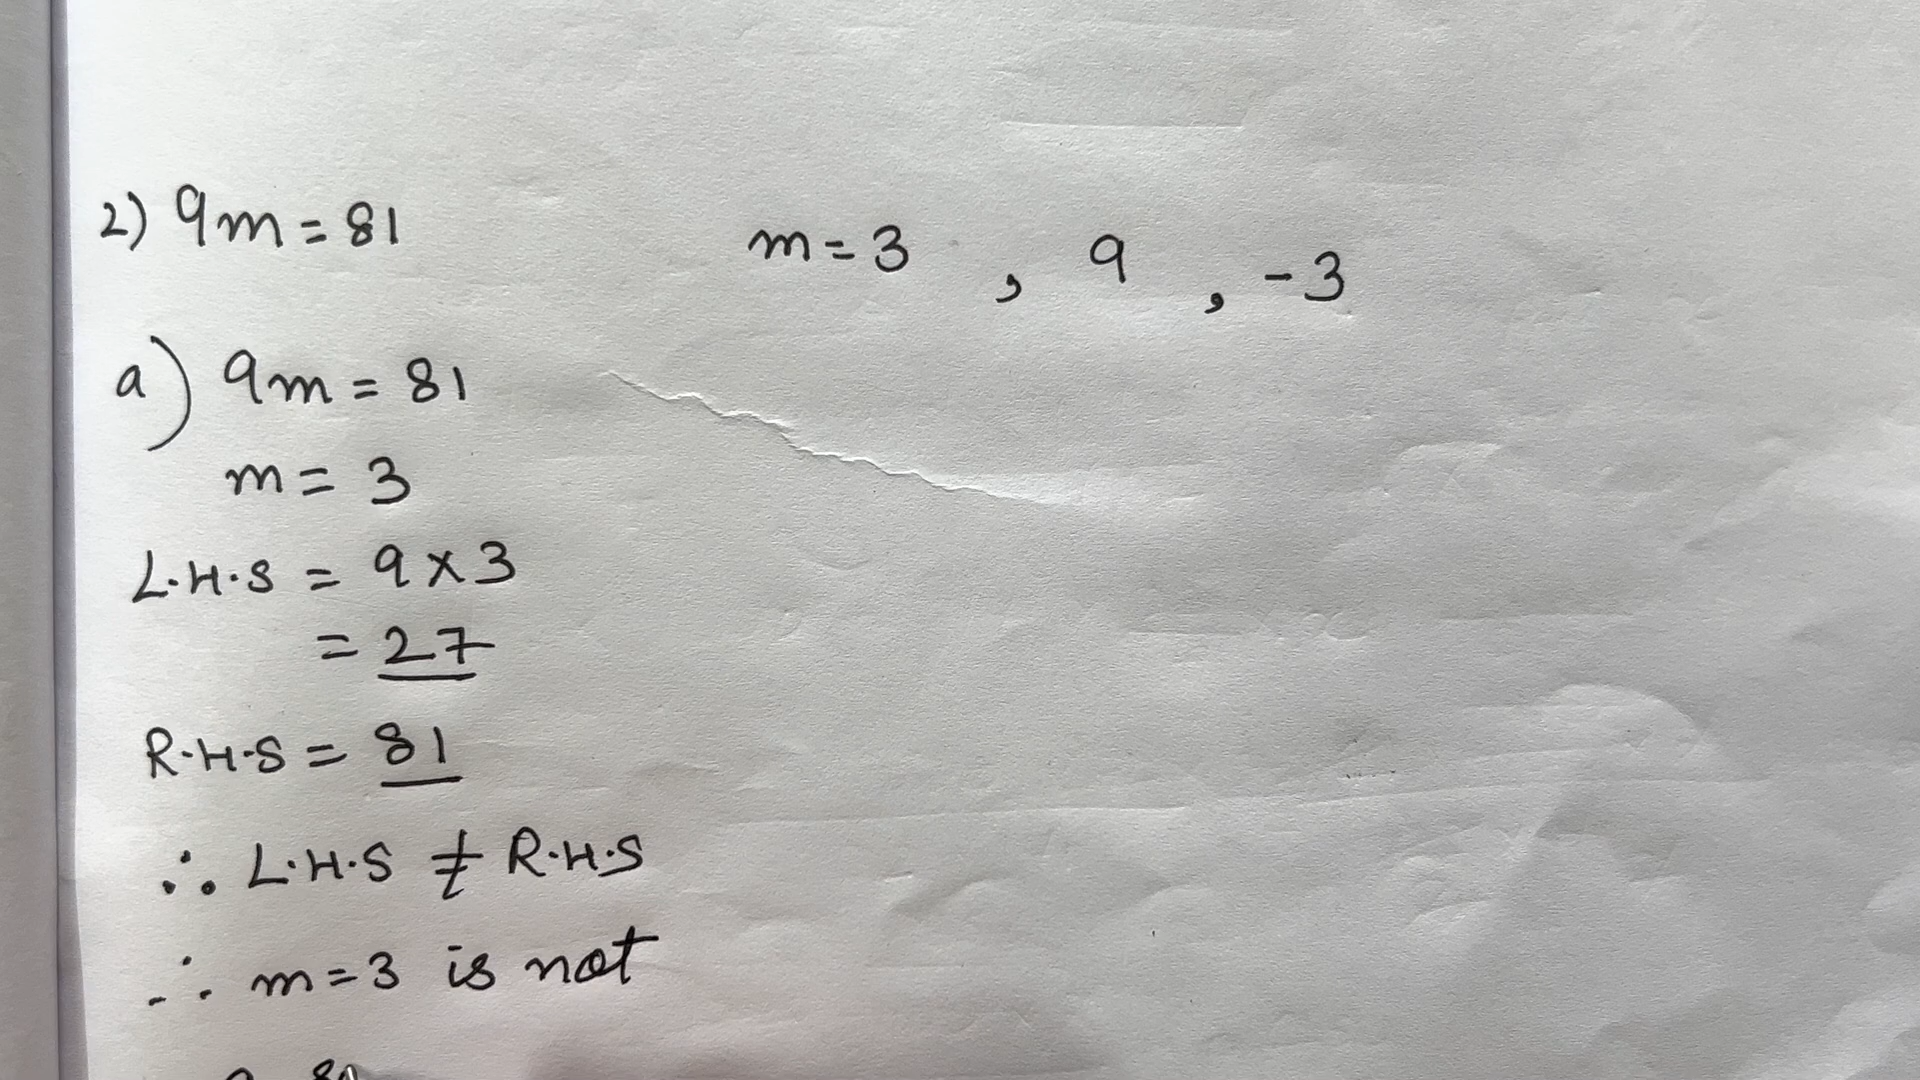 2) 9m = 81 m = 3 , 9 , -3
a) 9m = 81
m = 3
L.H.S = 9 x 3
= 27
R.H.S = 81
∴ L.H.S ≠ R.H.S
∴ m = 3 is not